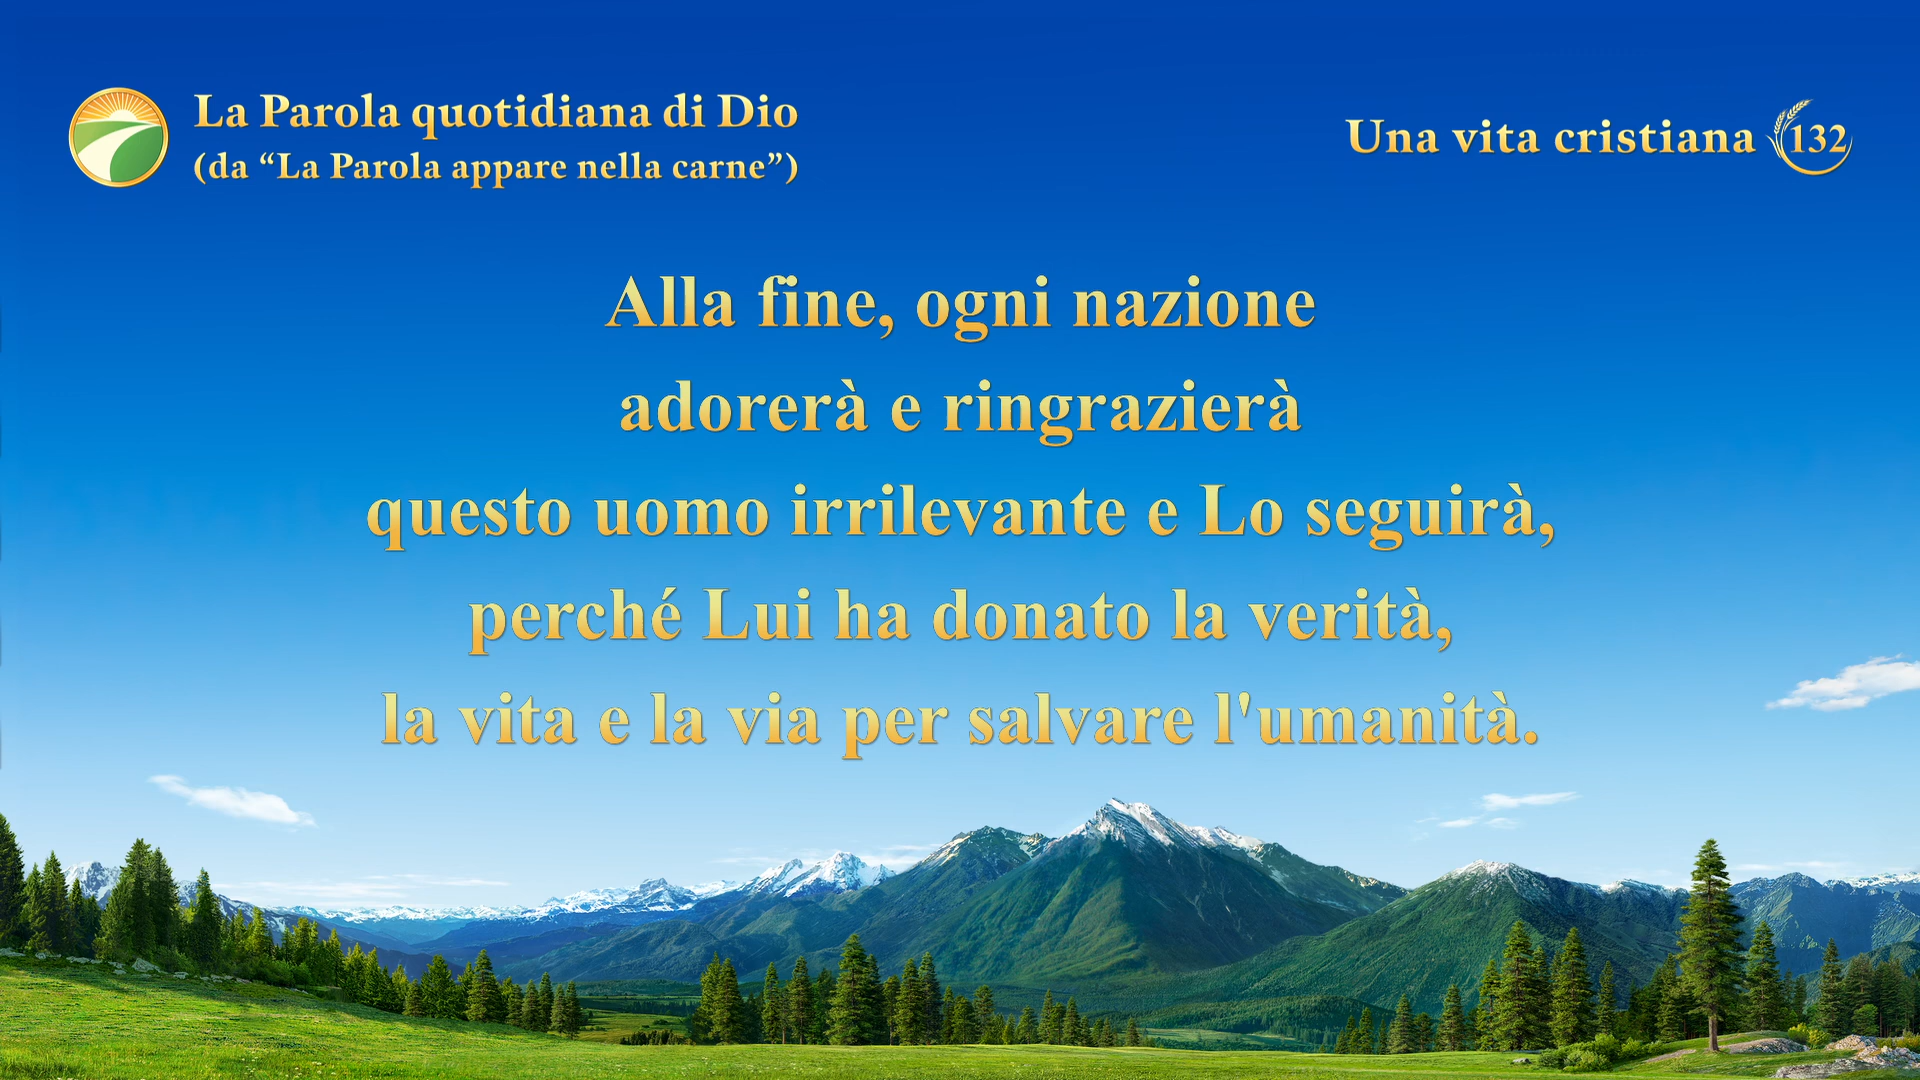 La Parola quotidiana di Dio
(da “La Parola appare nella carne”)
Una vita cristiana 132
Alla fine, ogni nazione
adorerà e ringrazierà
questo uomo irrilevante e Lo seguirà,
perché Lui ha donato la verità,
la vita e la via per salvare l'umanità.